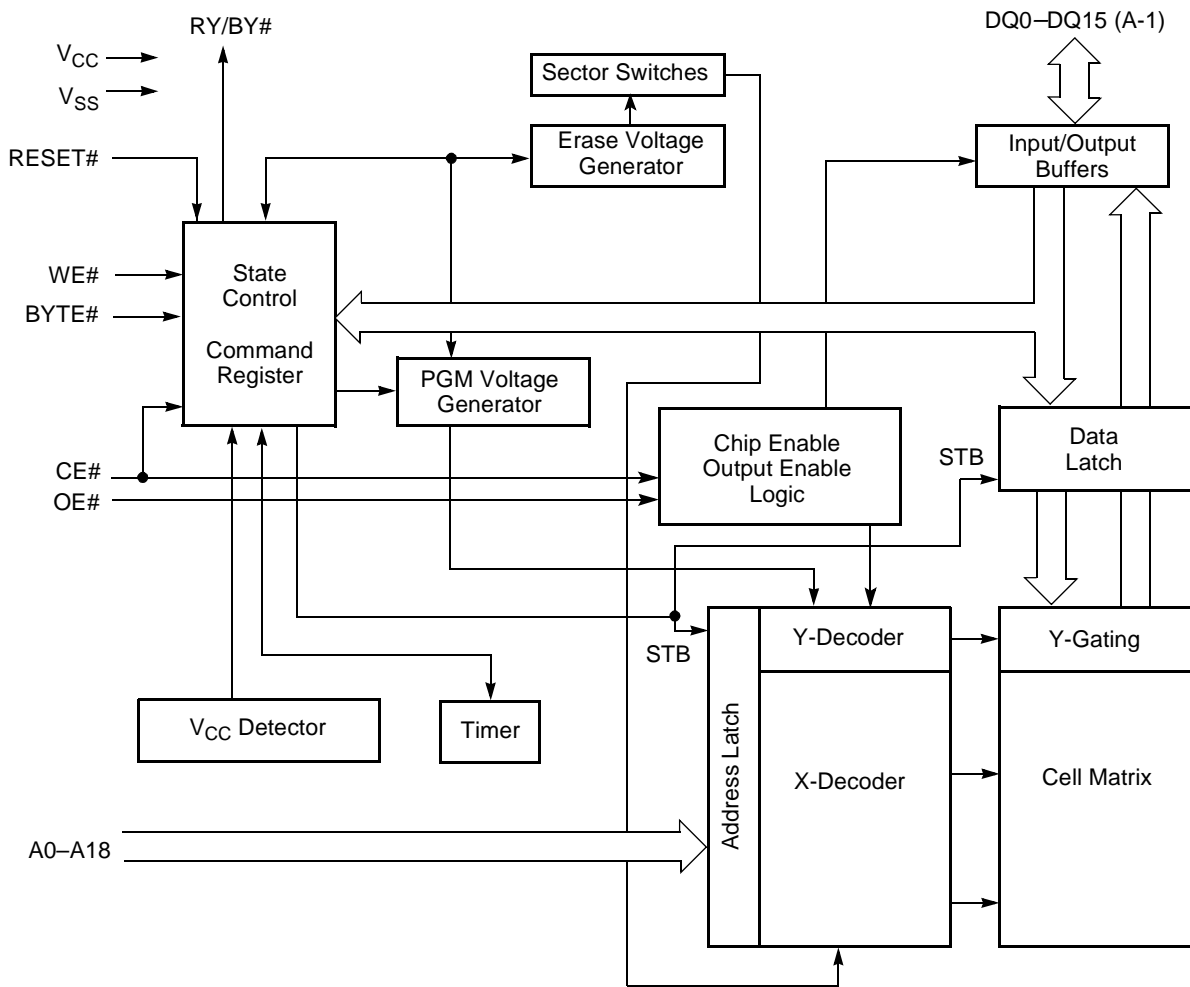 RY/BY#
DQ0–DQ15 (A-1)
VCC
VSS
Sector Switches
Erase Voltage
Generator
Input/Output
Buffers
RESET#
WE#
BYTE#
State
Control
Command
Register
PGM Voltage
Generator
Chip Enable
Output Enable
Logic
STB
Data
Latch
CE#
OE#
STB
Y-Decoder
Y-Gating
VCC Detector
Timer
Address Latch
X-Decoder
Cell Matrix
A0–A18